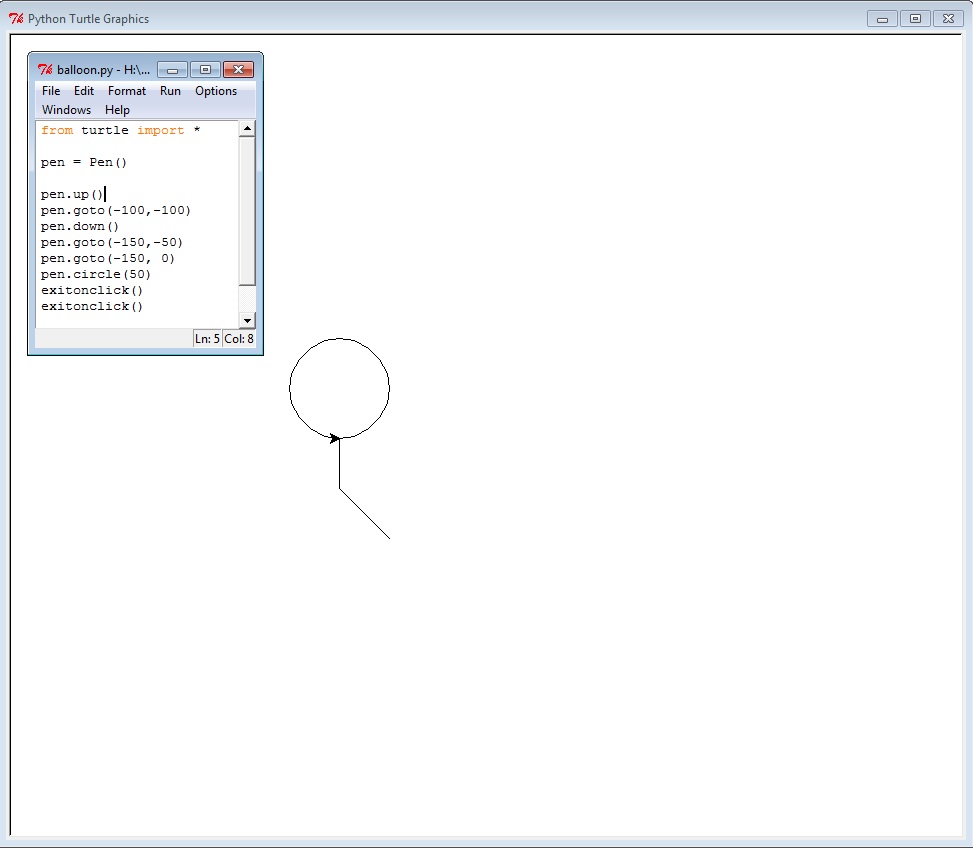 Python Turtle Graphics
balloon.py - H:\...
File Edit Format Run Options
Windows Help
from turtle import *
pen = Pen()
pen.up()
pen.goto(-100,-100)
pen.down()
pen.goto(-150,-50)
pen.goto(-150, 0)
pen.circle(50)
exitonclick()
exitonclick()
Ln: 5 Col: 8